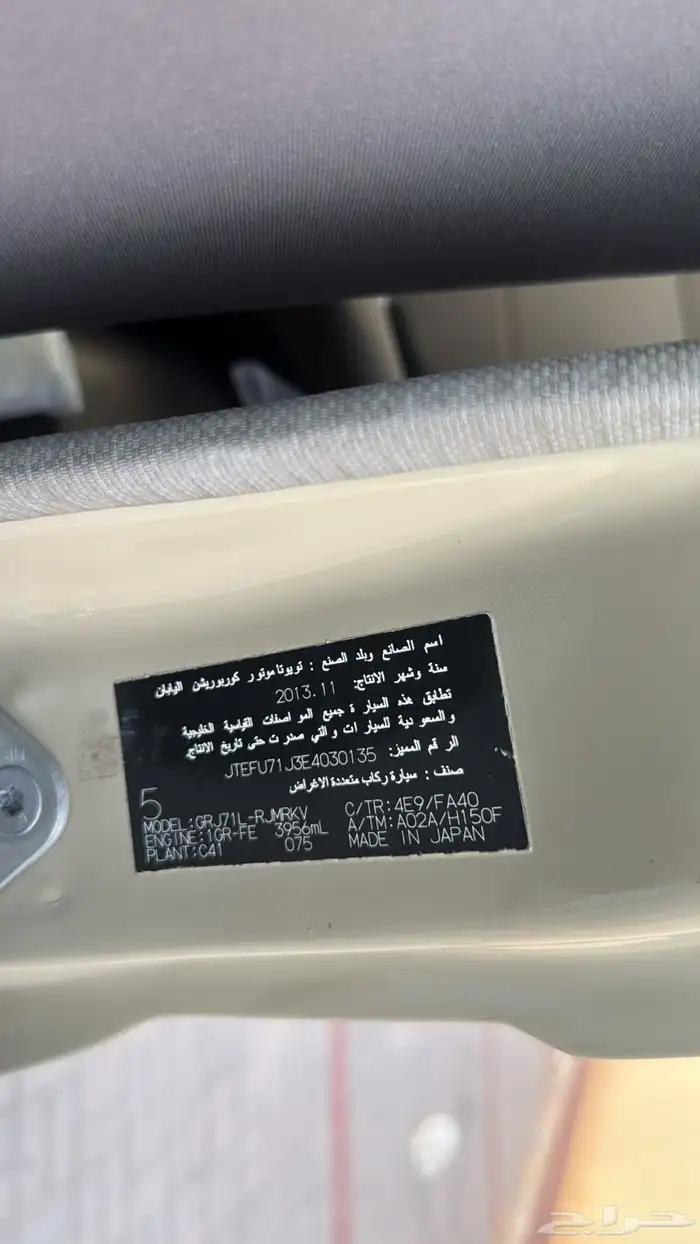 اسم الصانع وبلد الصنع : تويوتا موتور كوربوريشن اليابان
سنة وشهر الانتاج: 2013.11
تطابق هذه السيارة جميع المواصفات القياسية الخليجية
والسعودية للسيارات والتي صدرت حتى تاريخ الانتاج.
الرقم المميز: JTEFU71J3E4030135
صنف : سيارة ركاب متعددة الاغراض
5
MODEL:GRJ71L-RJMRKV C/TR:4E9/FA40
ENGINE:1GR-FE 3956mL A/TM:A02A/H150F
PLANT:C41 075 MADE IN JAPAN
حراج